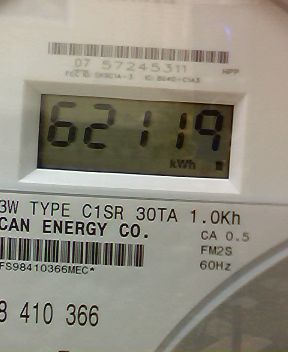 07 57245311
62119
kWh
3W TYPE C1SR 30TA 1.0Kh
CAN ENERGY CO.
CA 0.5
FM2S
60Hz
FS98410366MEC*
8 410 366